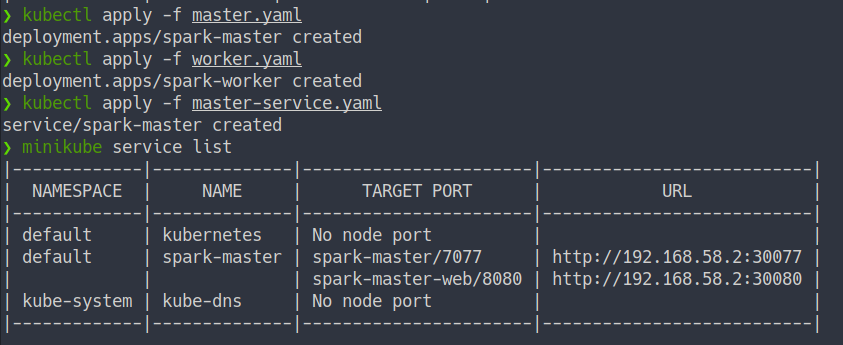 ❯ kubectl apply -f master.yaml
deployment.apps/spark-master created
❯ kubectl apply -f worker.yaml
deployment.apps/spark-worker created
❯ kubectl apply -f master-service.yaml
service/spark-master created
❯ minikube service list
|-------------|--------------|-----------------------|---------------------------|
| NAMESPACE | NAME | TARGET PORT | URL |
|-------------|--------------|-----------------------|---------------------------|
| default | kubernetes | No node port | |
| default | spark-master | spark-master/7077 | http://192.168.58.2:30077 |
| | | spark-master-web/8080 | http://192.168.58.2:30080 |
| kube-system | kube-dns | No node port | |
|-------------|--------------|-----------------------|---------------------------|